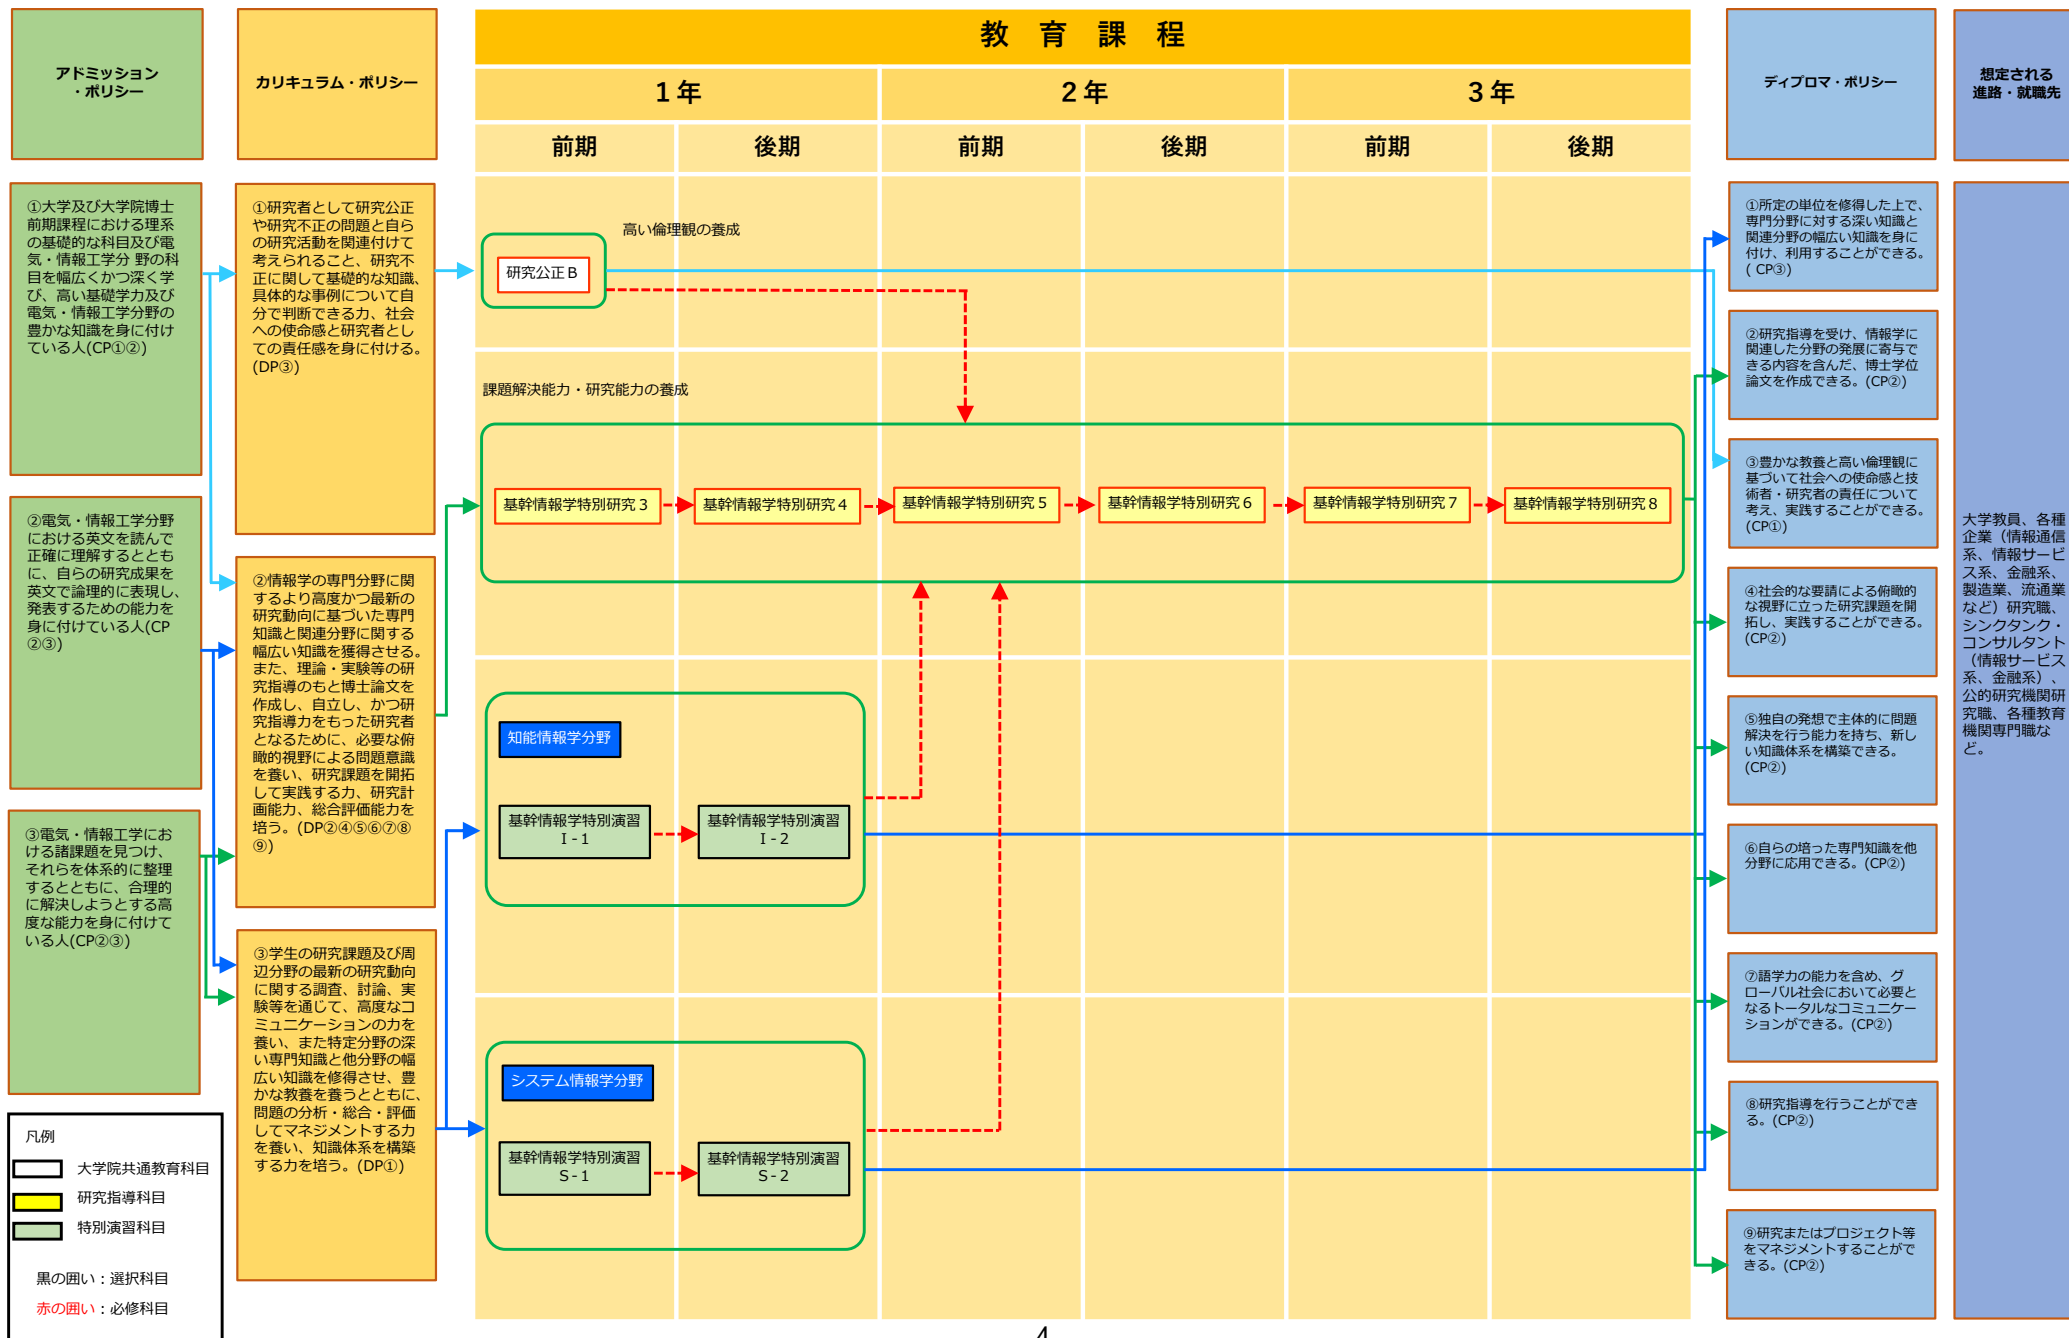 アドミッション
・ポリシー
カリキュラム・ポリシー
教 育 課 程
1年
2年
3年
前期
後期
前期
後期
前期
後期
ディプロマ・ポリシー
想定される
進路・就職先
①大学及び大学院博士
前期課程における理系
の基礎的な科目及び電
気・情報工学分 野の科
目を幅広くかつ深く学
び、高い基礎学力及び
電気・情報工学分野の
豊かな知識を身に付け
ている人(CP①②)
②電気・情報工学分野
における英文を読んで
正確に理解するととも
に、自らの研究成果を
英文で論理的に表現し、
発表するための能力を
身に付けている人(CP
②③)
③電気・情報工学にお
ける諸課題を見つけ、
それらを体系的に整理
するとともに、合理的
に解決しようとする高
度な能力を身に付けて
いる人(CP②③)
①研究者として研究公正
や研究不正の問題と自ら
の研究活動を関連付けて
考えられること、研究不
正に関して基礎的な知識、
具体的な事例について自
分で判断できる力、社会
への使命感と研究者とし
ての責任感を身に付ける。
(DP③)
②情報学の専門分野に関
するより高度かつ最新の
研究動向に基づいた専門
知識と関連分野に関する
幅広い知識を獲得させる。
また、理論・実験等の研
究指導のもと博士論文を
作成し、自立し、かつ研
究指導力をもった研究者
となるために、必要な俯
瞰的視野による問題意識
を養い、研究課題を開拓
して実践する力、研究計
画能力、総合評価能力を
培う。(DP②④⑤⑥⑦⑧
⑨)
③学生の研究課題及び周
辺分野の最新の研究動向
に関する調査、討論、実
験等を通じて、高度なコ
ミュニケーションの力を
養い、また特定分野の深
い専門知識と他分野の幅
広い知識を修得させ、豊
かな教養を養うとともに、
問題の分析・総合・評価
してマネジメントする力
を養い、知識体系を構築
する力を培う。(DP①)
高い倫理観の養成
研究公正B
課題解決能力・研究能力の養成
基幹情報学特別研究3
基幹情報学特別研究4
基幹情報学特別研究5
基幹情報学特別研究6
基幹情報学特別研究7
基幹情報学特別研究8
知能情報学分野
基幹情報学特別演習
I-1
基幹情報学特別演習
I-2
システム情報学分野
基幹情報学特別演習
S-1
基幹情報学特別演習
S-2
①所定の単位を修得した上で、
専門分野に対する深い知識と
関連分野の幅広い知識を身に
付け、利用することができる。
( CP③)
②研究指導を受け、情報学に
関連した分野の発展に寄与で
きる内容を含んだ、博士学位
論文を作成できる。(CP②)
③豊かな教養と高い倫理観に
基づいて社会への使命感と技
術者・研究者の責任について
考え、実践することができる。
(CP①)
④社会的な要請による俯瞰的
な視野に立った研究課題を開
拓し、実践することができる。
(CP②)
⑤独自の発想で主体的に問題
解決を行う能力を持ち、新し
い知識体系を構築できる。
(CP②)
⑥自らの培った専門知識を他
分野に応用できる。(CP②)
⑦語学力の能力を含め、グ
ローバル社会において必要と
なるトータルなコミュニケー
ションができる。(CP②)
⑧研究指導を行うことができ
る。(CP②)
⑨研究またはプロジェクト等
をマネジメントすることがで
きる。(CP②)
大学教員、各種
企業（情報通信
系、情報サービ
ス系、金融系、
製造業、流通業
など）研究職、
シンクタンク・
コンサルタント
（情報サービス
系、金融系）、
公的研究機関研
究職、各種教育
機関専門職な
ど。
凡例
大学院共通教育科目
研究指導科目
特別演習科目
黒の囲い：選択科目
赤の囲い：必修科目
4